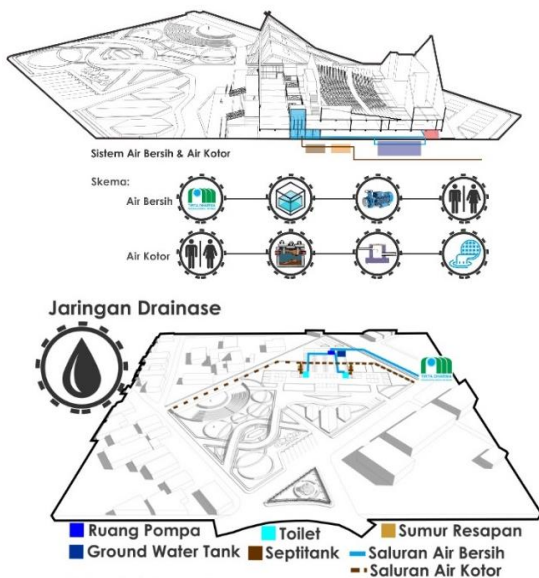 Sistem Air Bersih & Air Kotor
Skema:
Air Bersih
Air Kotor
Jaringan Drainase
Ruang Pompa
Toilet
Sumur Resapan
Ground Water Tank
Septitank
Saluran Air Bersih
Saluran Air Kotor